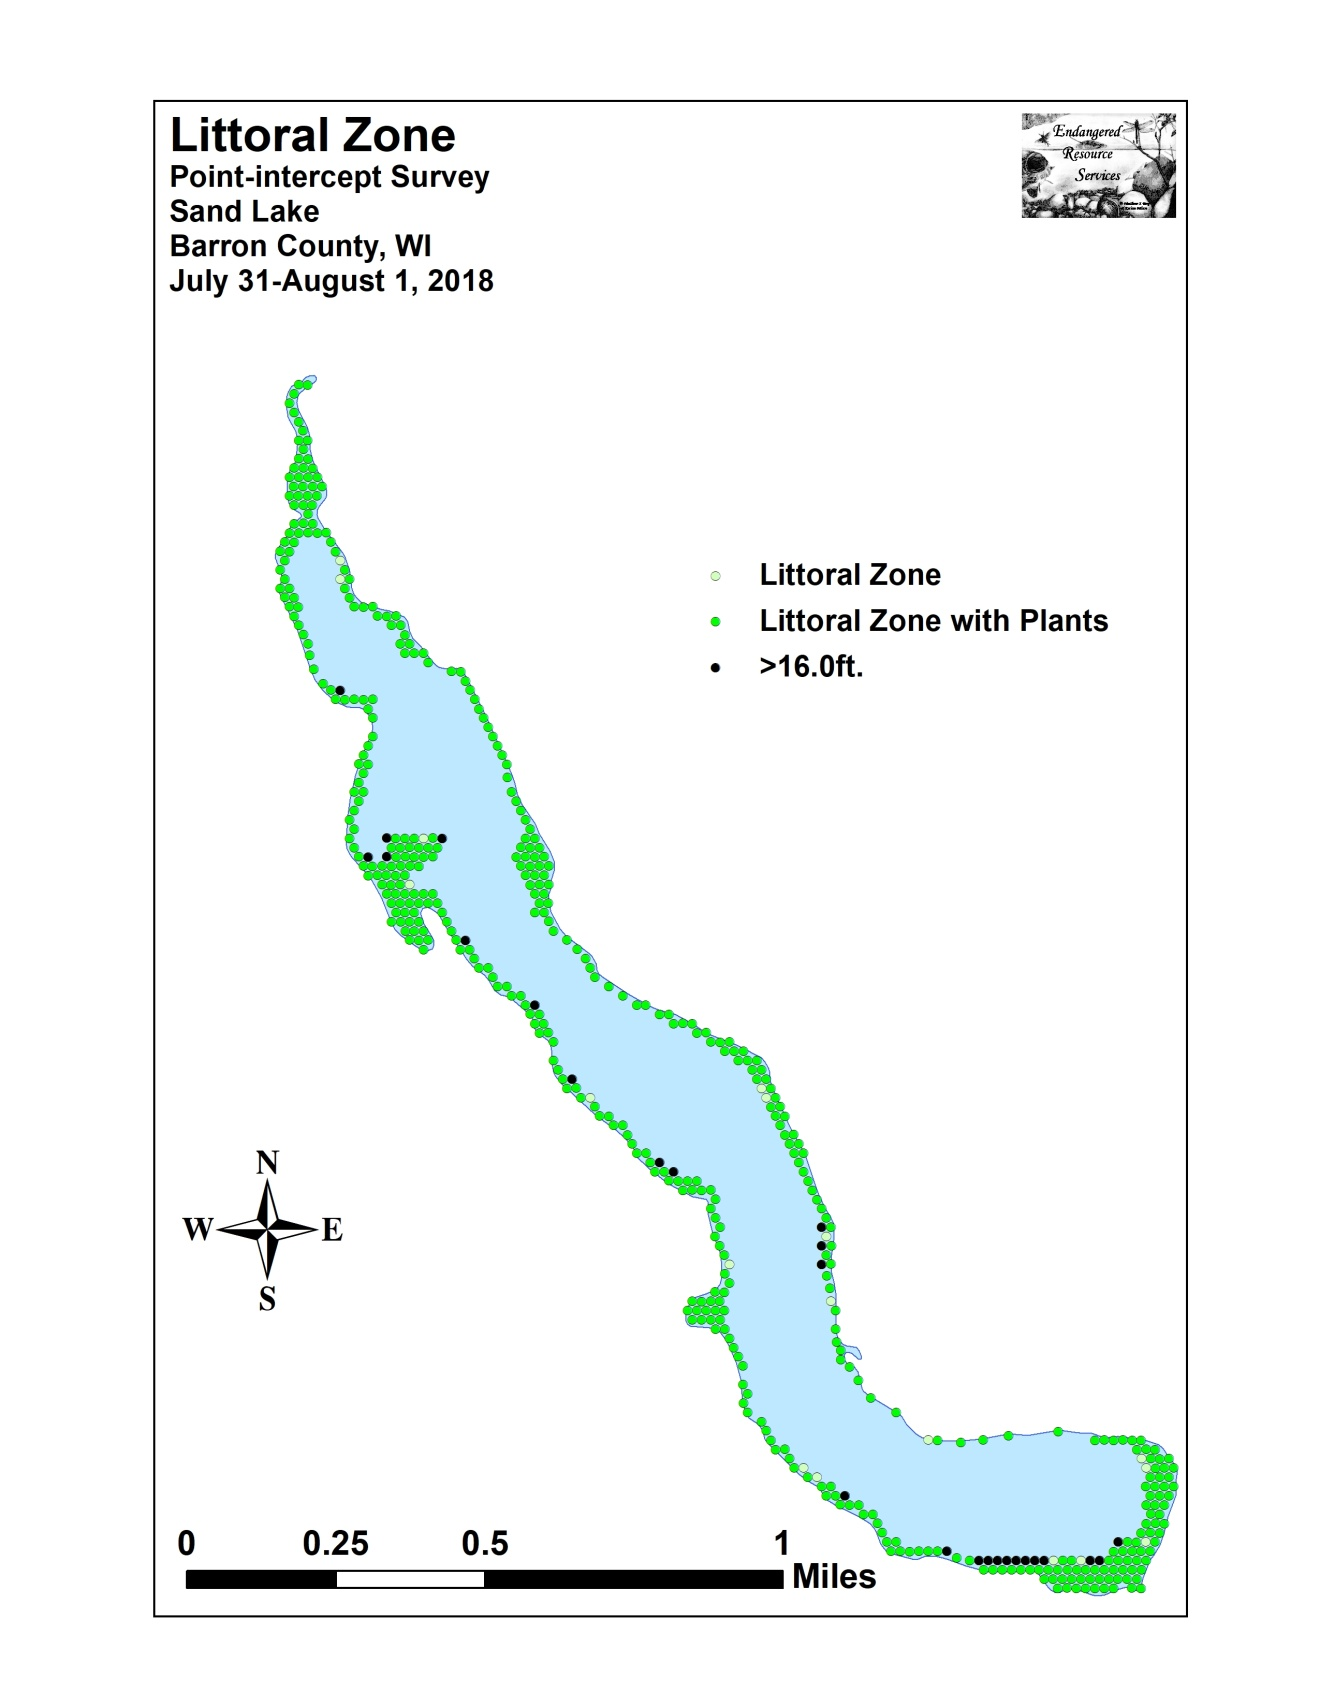 Littoral Zone
Point-intercept Survey
Sand Lake
Barron County, WI
July 31-August 1, 2018
Endangered
Resource
Services
Littoral Zone
Littoral Zone with Plants
>16.0ft.
N
W E
S
0 0.25 0.5 1
Miles